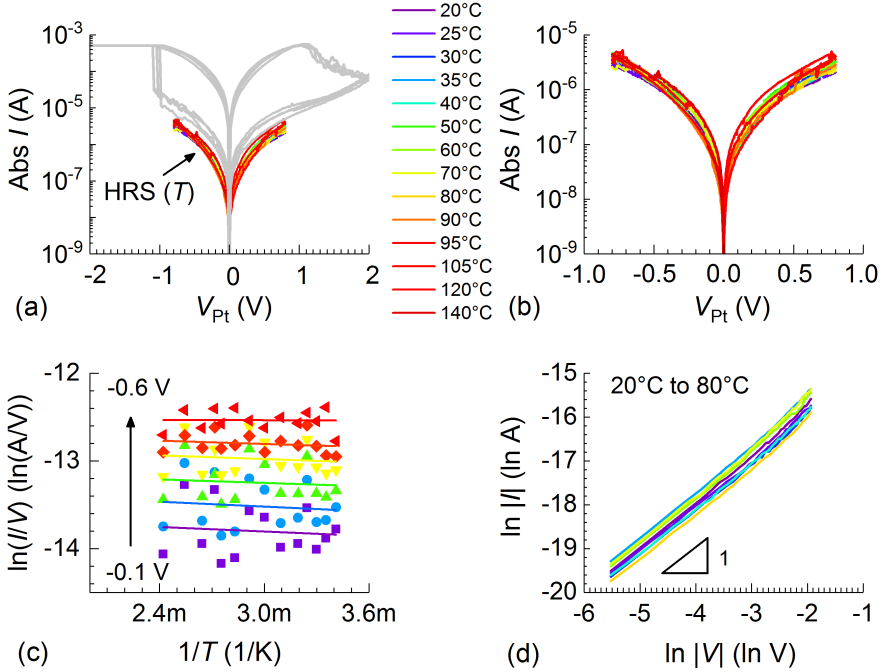 10⁻³
10⁻⁵
10⁻⁷
10⁻⁹
Abs I (A)
HRS (T)
-2
-1
0
1
2
(a)
V_Pt (V)
20°C
25°C
30°C
35°C
40°C
50°C
60°C
70°C
80°C
90°C
95°C
105°C
120°C
140°C
10⁻⁵
10⁻⁶
10⁻⁷
10⁻⁸
10⁻⁹
Abs I (A)
-1.0
-0.5
0.0
0.5
1.0
(b)
V_Pt (V)
-12
-13
-14
ln(I/V) (ln(A/V))
-0.6 V
-0.1 V
2.4m
3.0m
3.6m
(c)
1/T (1/K)
-15
-16
-17
-18
-19
-20
ln |I| (ln A)
20°C to 80°C
1
-6
-5
-4
-3
-2
-1
(d)
ln |V| (ln V)